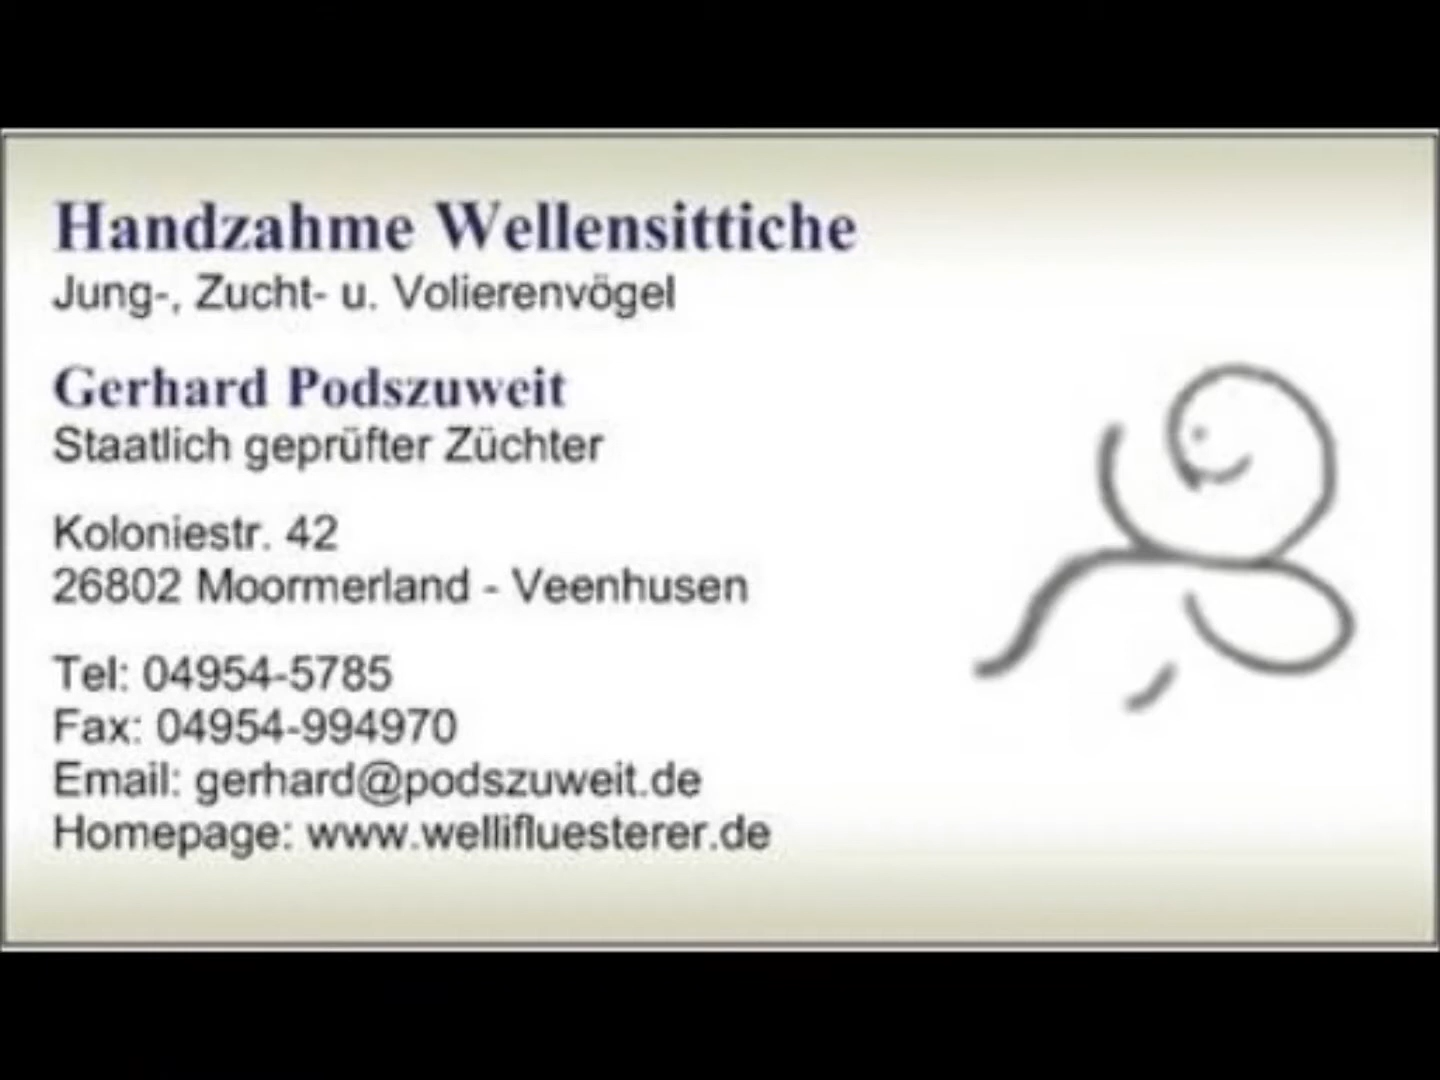 Handzahme Wellensittiche
Jung-, Zucht- u. Volierenvögel
Gerhard Podszuweit
Staatlich geprüfter Züchter
Koloniestr. 42
26802 Moormerland - Veenhusen
Tel: 04954-5785
Fax: 04954-994970
Email: gerhard@podszuweit.de
Homepage: www.wellifluesterer.de